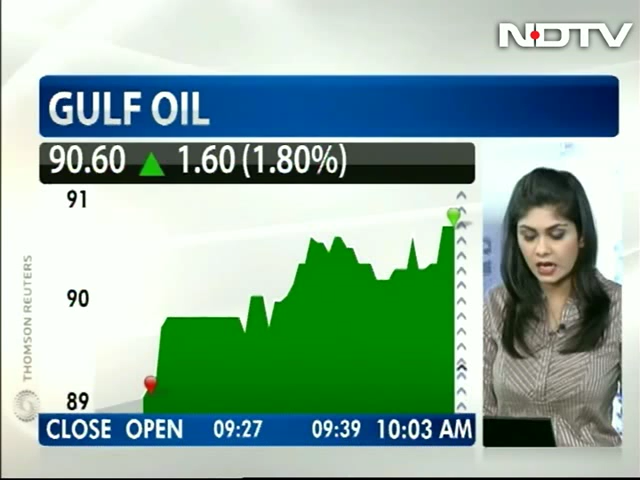 NDTV
GULF OIL
90.60 ▲ 1.60 (1.80%)
91
90
89
THOMSON REUTERS
CLOSE OPEN 09:27 09:39 10:03 AM